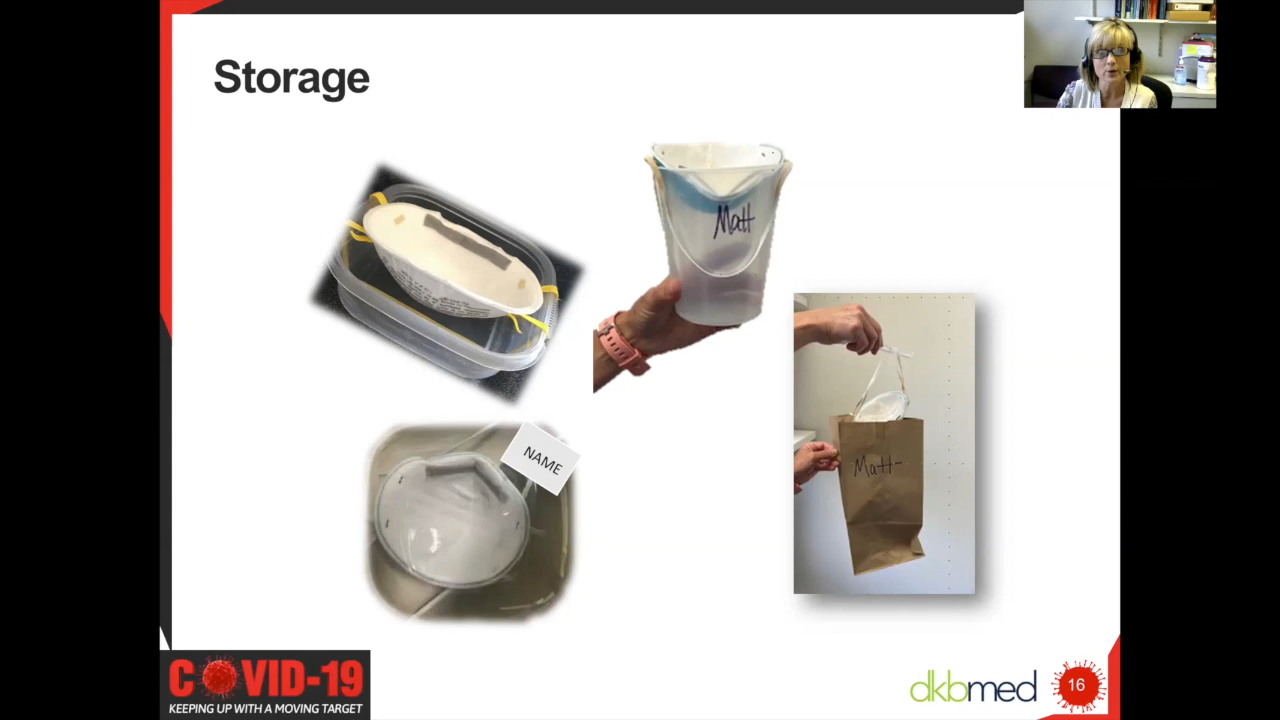 Storage
Matt
NAME
Matt
COVID-19
KEEPING UP WITH A MOVING TARGET
dkbmed
16